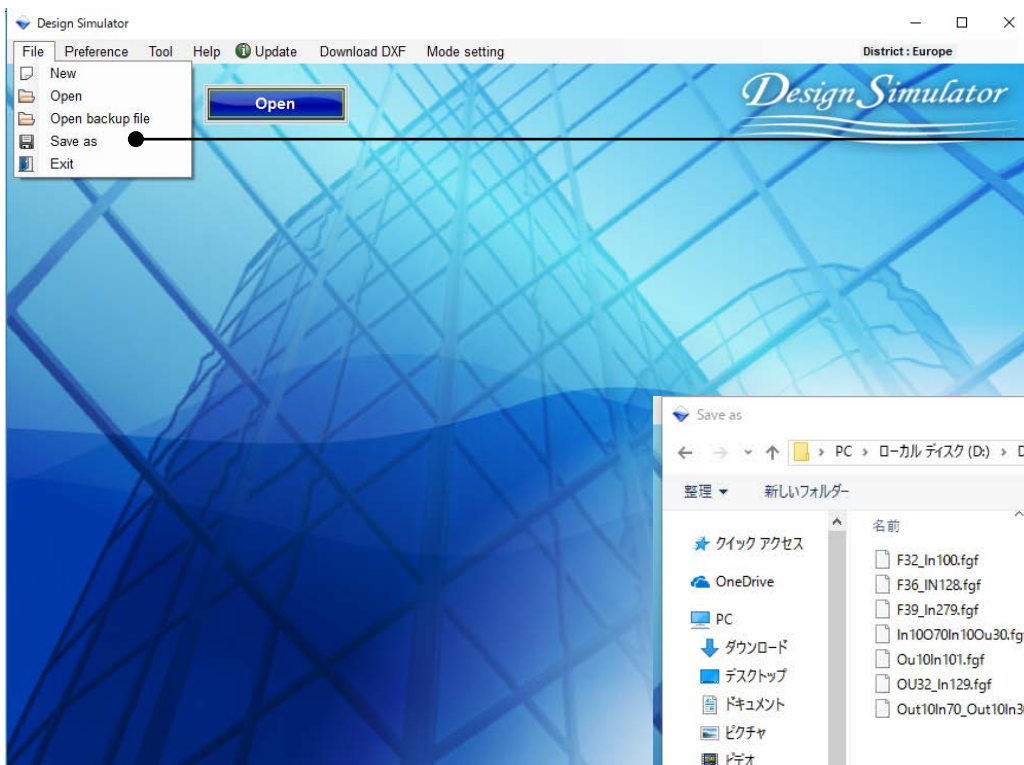 Design Simulator
File Preference Tool Help Update Download DXF Mode setting District : Europe
New
Open
Open backup file
Save as
Exit
Open
Design Simulator
Save as
PC › ローカル ディスク (D:) ›
整理 新しいフォルダー
名前
クイック アクセス
OneDrive
PC
ダウンロード
デスクトップ
ドキュメント
ピクチャ
ビデオ
F32_In100.fgf
F36_IN128.fgf
F39_In279.fgf
In10O70In10Ou30.fg
Ou10In101.fgf
OU32_In129.fgf
Out10In70_Out10In3